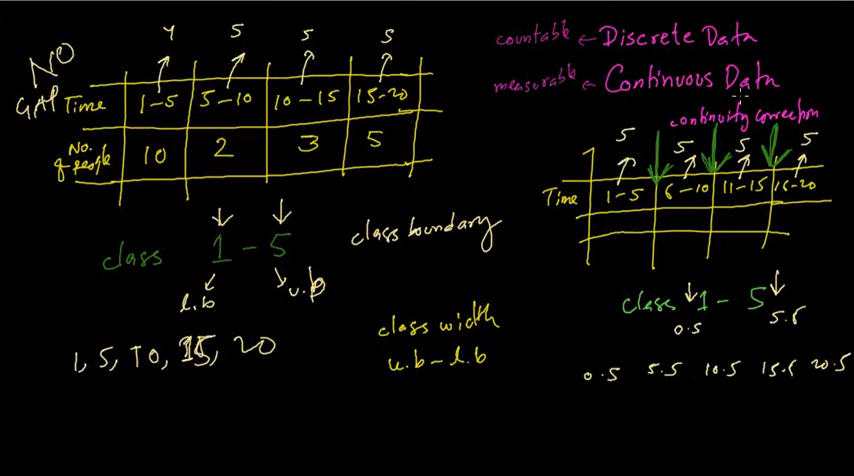 NO
GAP
4 5 5 5
Time 1-5 5-10 10-15 15-20
No. of people 10 2 3 5
class 1 - 5
l.b u.b
class boundary
1, 5, 10, 15, 20
class width
u.b - l.b
countable ← Discrete Data
measurable ← Continuous Data
continuity correction
5 5 5 5
Time 1-5 6-10 11-15 16-20
class 1 - 5
0.5 5.5
0.5 5.5 10.5 15.5 20.5